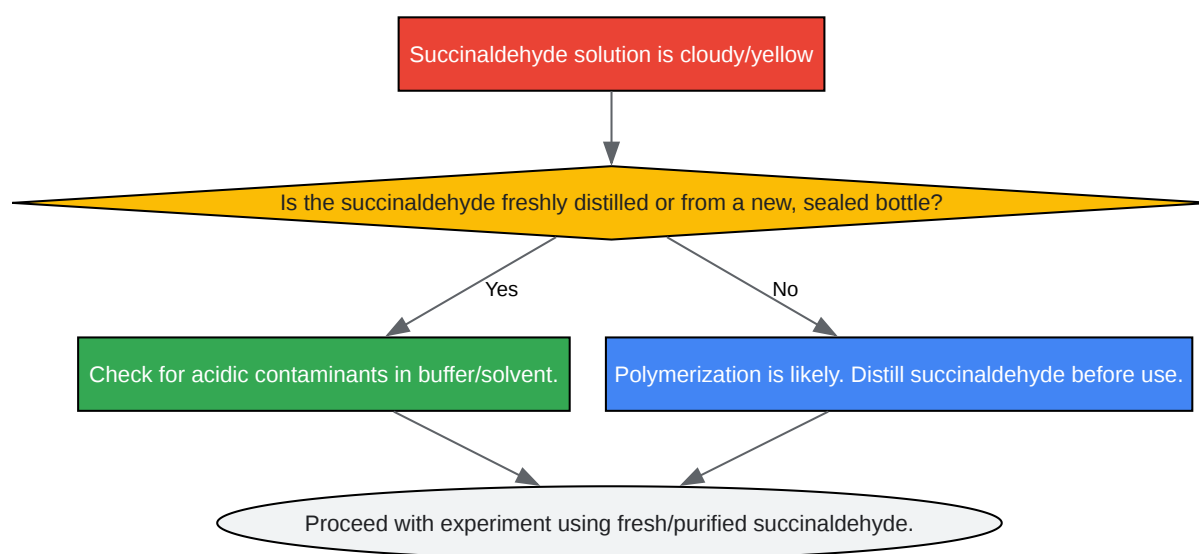 Succinaldehyde solution is cloudy/yellow
Is the succinaldehyde freshly distilled or from a new, sealed bottle?
Yes
No
Check for acidic contaminants in buffer/solvent.
Polymerization is likely. Distill succinaldehyde before use.
Proceed with experiment using fresh/purified succinaldehyde.